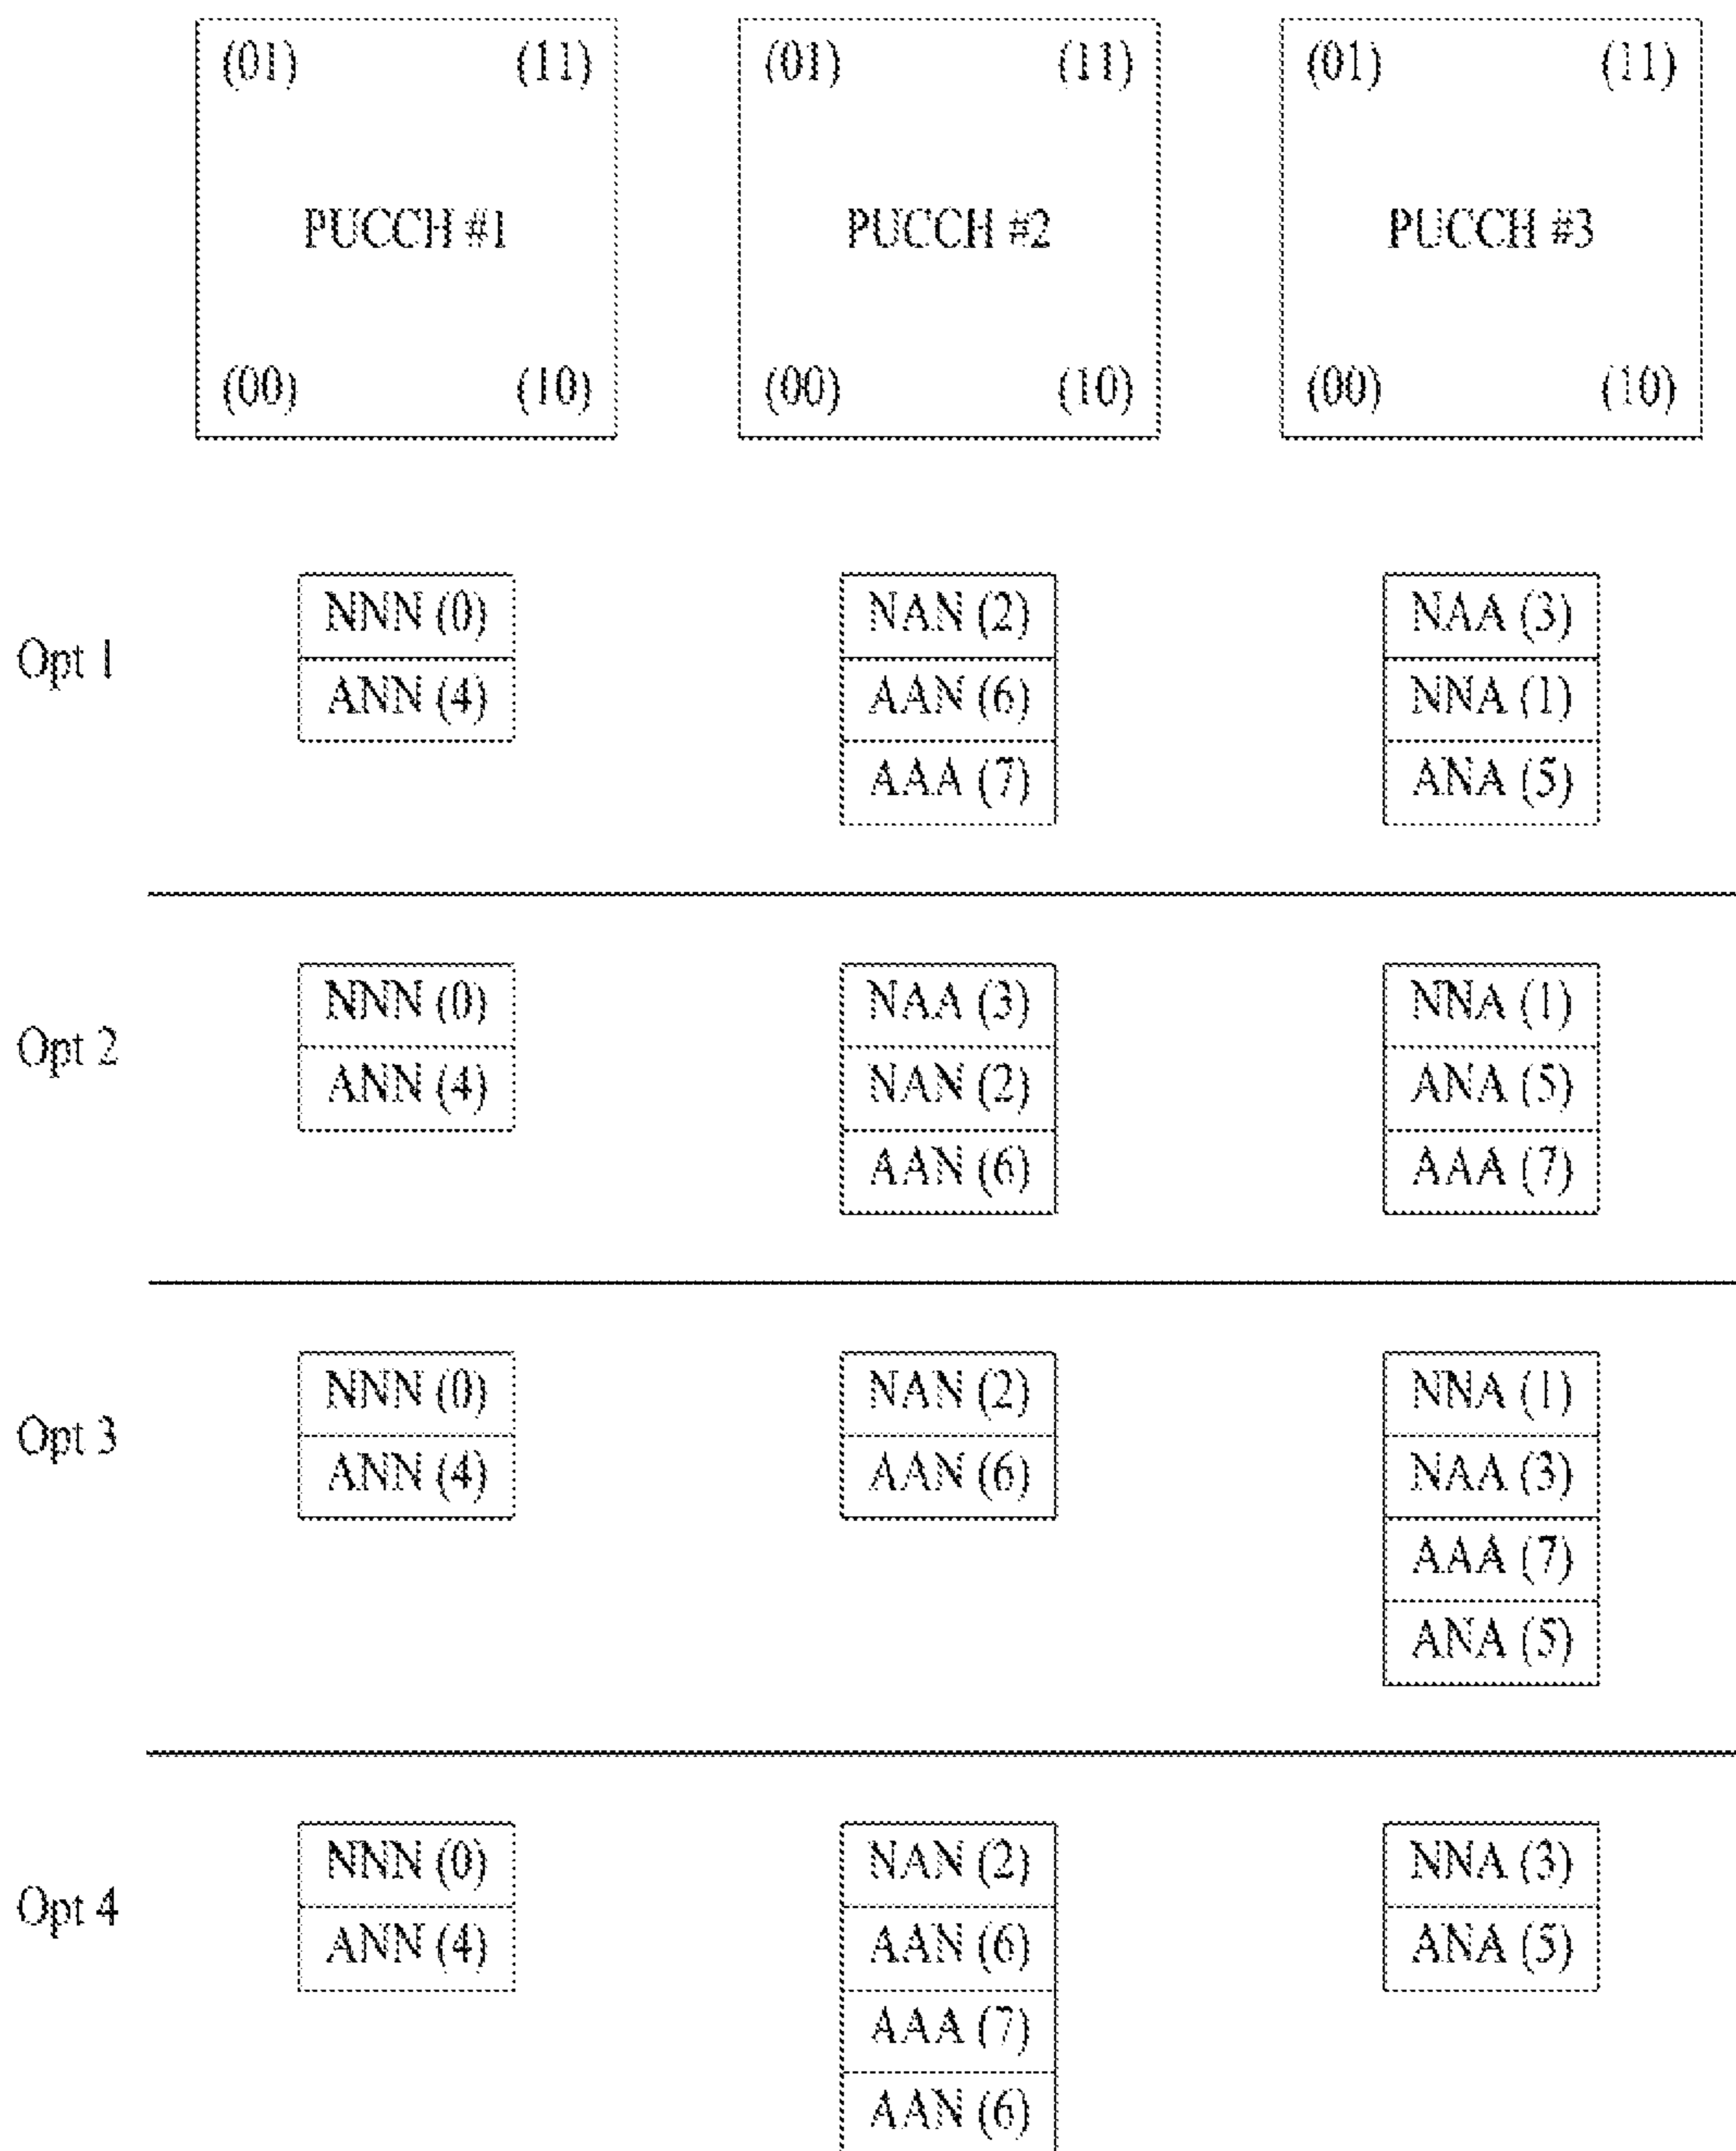 (01) (11) (01) (11) (01) (11)
PUCCH #1 PUCCH #2 PUCCH #3
(00) (10) (00) (10) (00) (10)
NNN (0) NAN (2) NAA (3)
Opt 1
ANN (4) AAN (6) NNA (1)
AAA (7) ANA (5)
NNN (0) NAA (3) NNA (1)
Opt 2
ANN (4) NAN (2) ANA (5)
AAN (6) AAA (7)
NNN (0) NAN (2) NNA (1)
Opt 3
ANN (4) AAN (6) NAA (3)
AAA (7)
ANA (5)
NNN (0) NAN (2) NNA (3)
Opt 4
ANN (4) AAN (6) ANA (5)
AAA (7)
AAN (6)